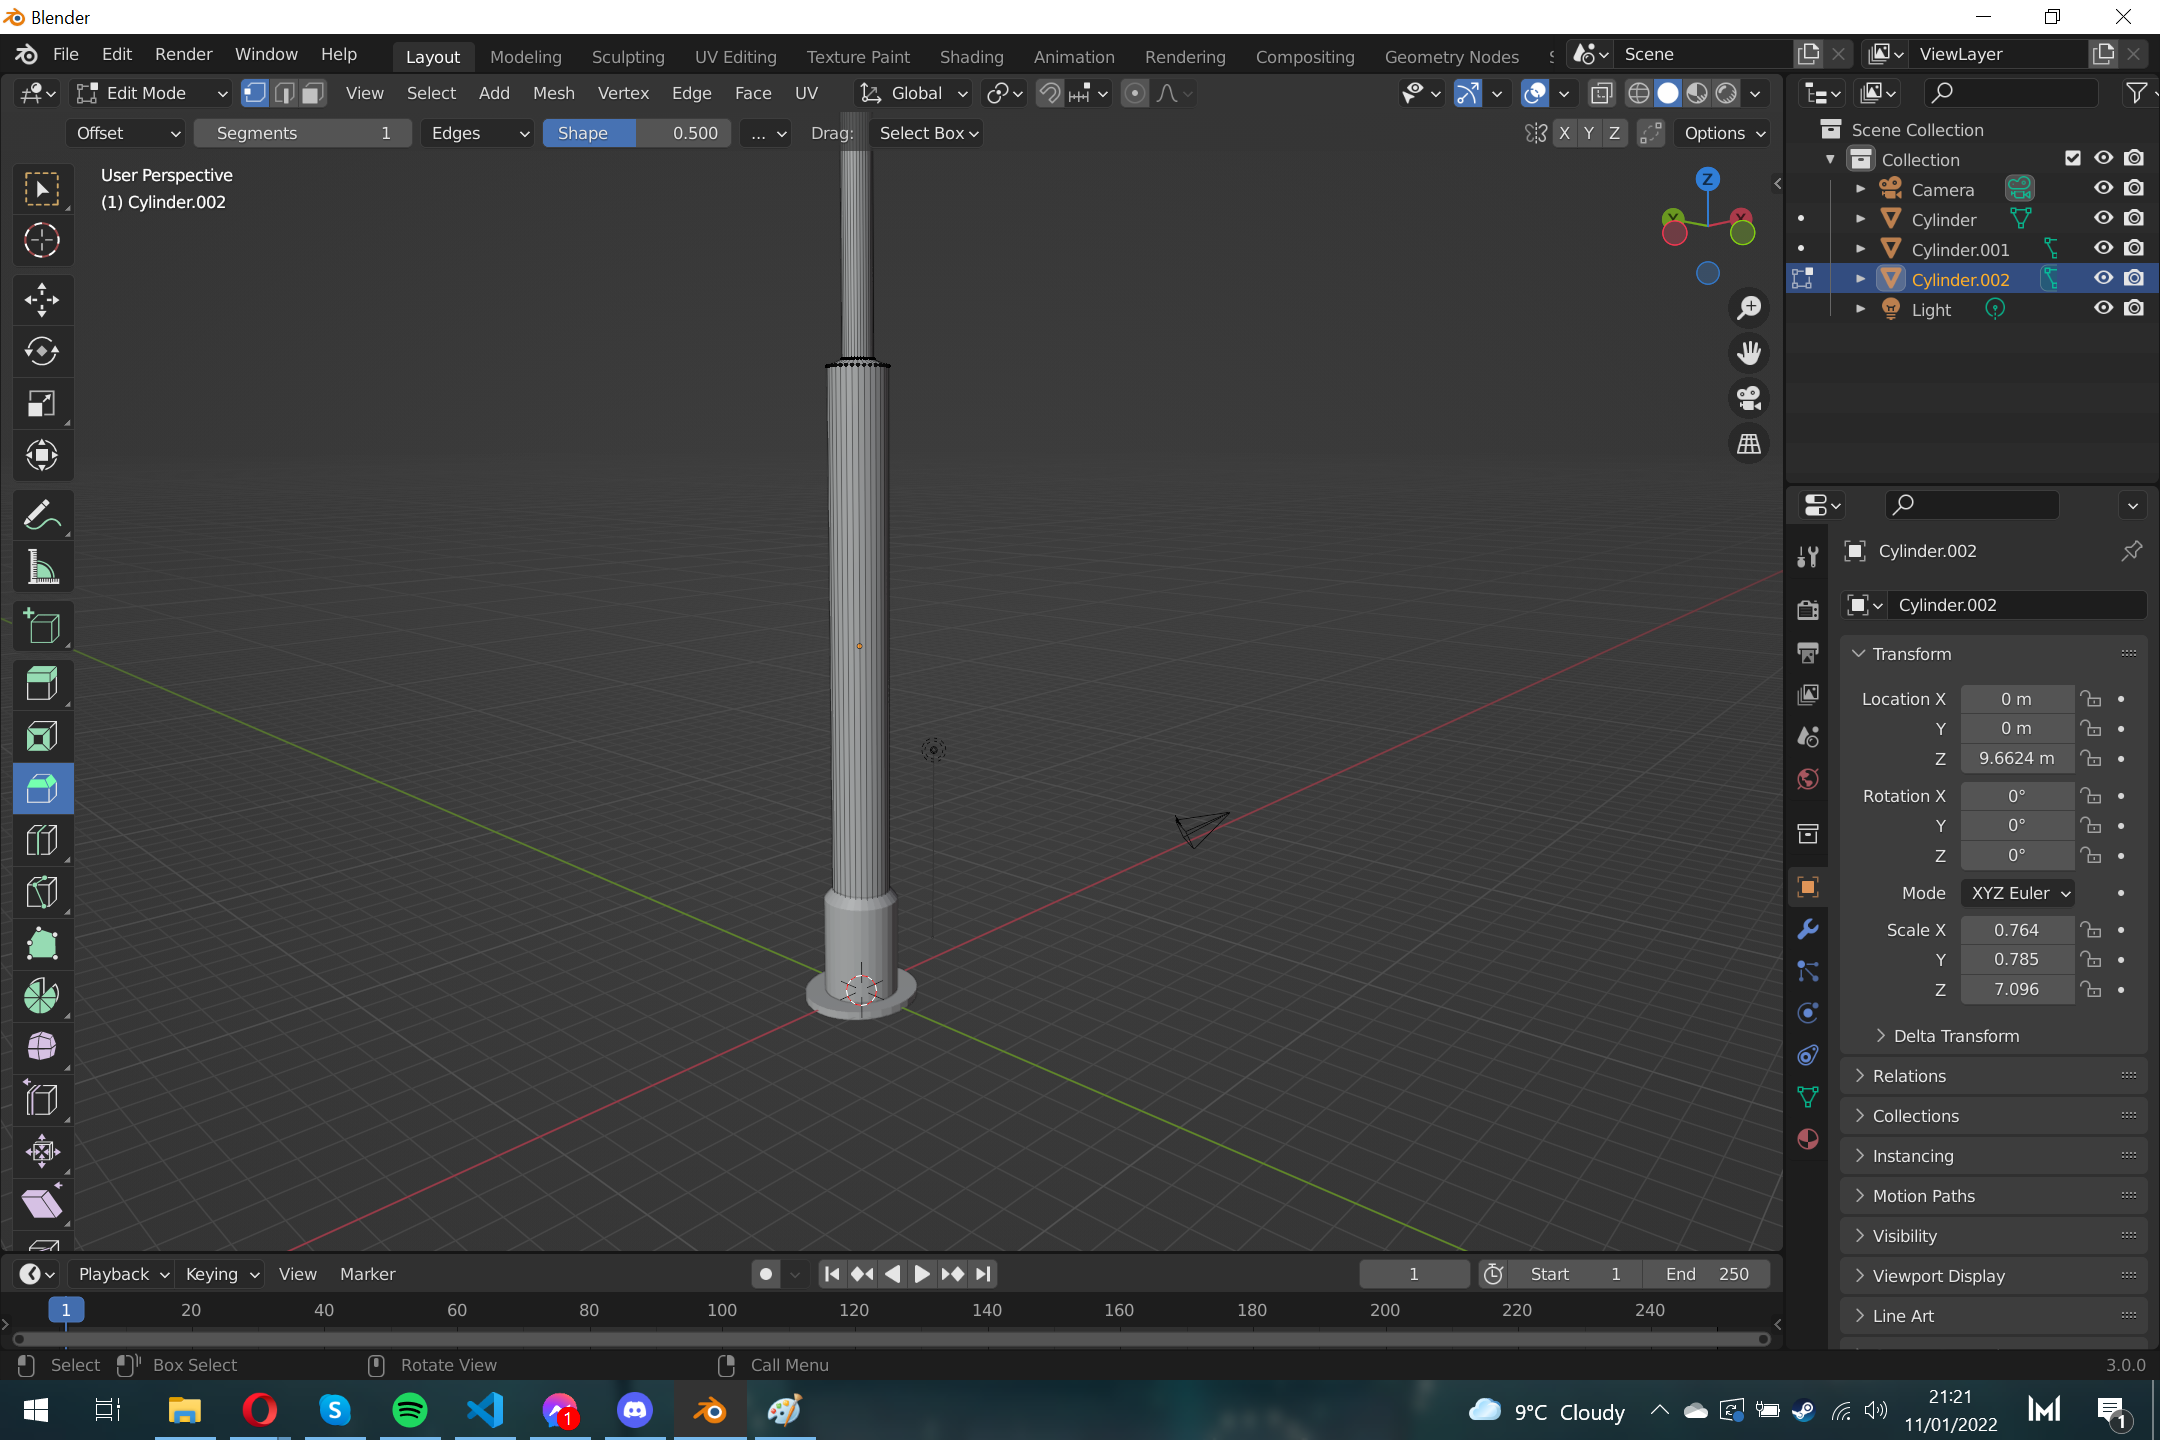 Blender
File Edit Render Window Help Layout Modeling Sculpting UV Editing Texture Paint Shading Animation Rendering Compositing Geometry Nodes Scene ViewLayer
Edit Mode View Select Add Mesh Vertex Edge Face UV Global
Offset Segments 1 Edges Shape 0.500 ... Drag: Select Box X Y Z Options
User Perspective
(1) Cylinder.002
Z
Y X
Scene Collection
Collection
Camera
Cylinder
Cylinder.001
Cylinder.002
Light
Cylinder.002
Cylinder.002
Transform
Location X 0 m
Y 0 m
Z 9.6624 m
Rotation X 0°
Y 0°
Z 0°
Mode XYZ Euler
Scale X 0.764
Y 0.785
Z 7.096
Delta Transform
Relations
Collections
Instancing
Motion Paths
Visibility
Viewport Display
Line Art
Playback Keying View Marker 1 Start 1 End 250
1 20 40 60 80 100 120 140 160 180 200 220 240
Select Box Select Rotate View Call Menu 3.0.0
1 9°C Cloudy 21:21 1
11/01/2022